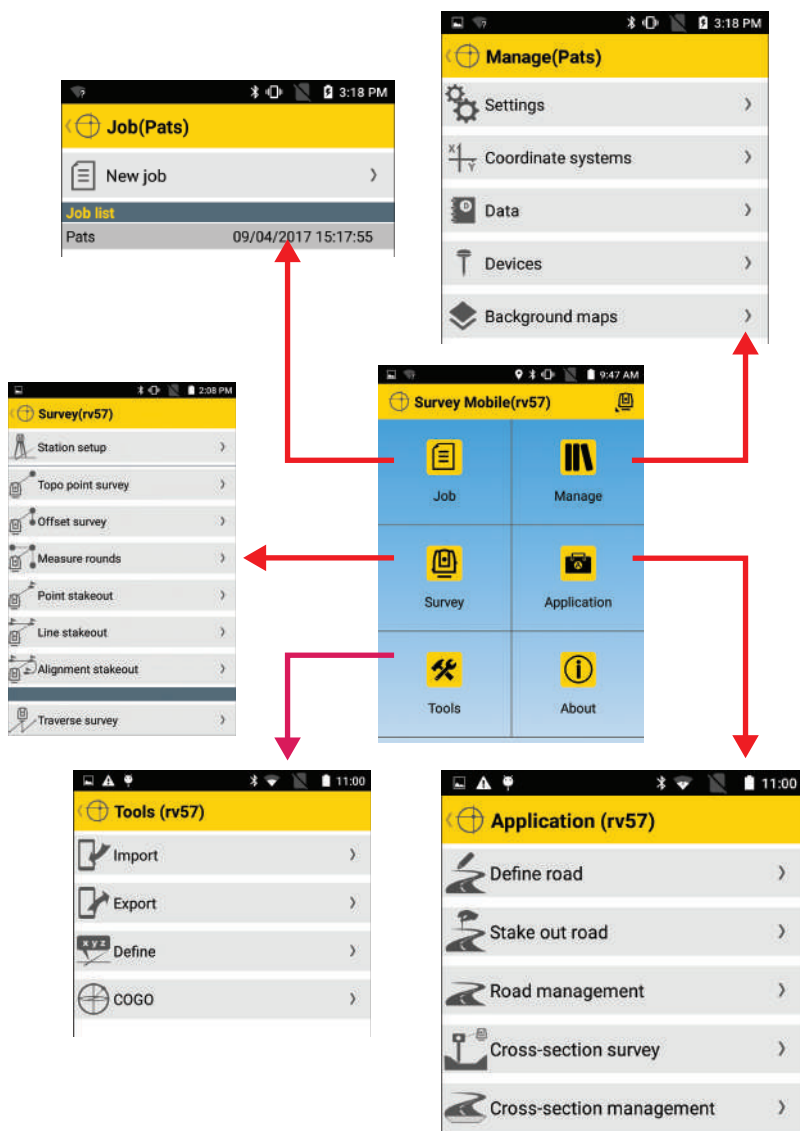 3:18 PM
Manage(Pats)
Settings
Coordinate systems
Data
Devices
Background maps
3:18 PM
Job(Pats)
New job
Job list
Pats 09/04/2017 15:17:55
2:08 PM
Survey(rv57)
Station setup
Topo point survey
Offset survey
Measure rounds
Point stakeout
Line stakeout
Alignment stakeout
Traverse survey
9:47 AM
Survey Mobile(rv57)
Job Manage
Survey Application
Tools About
11:00
Tools (rv57)
Import
Export
x y z
Define
COGO
11:00
Application (rv57)
Define road
Stake out road
Road management
Cross-section survey
Cross-section management